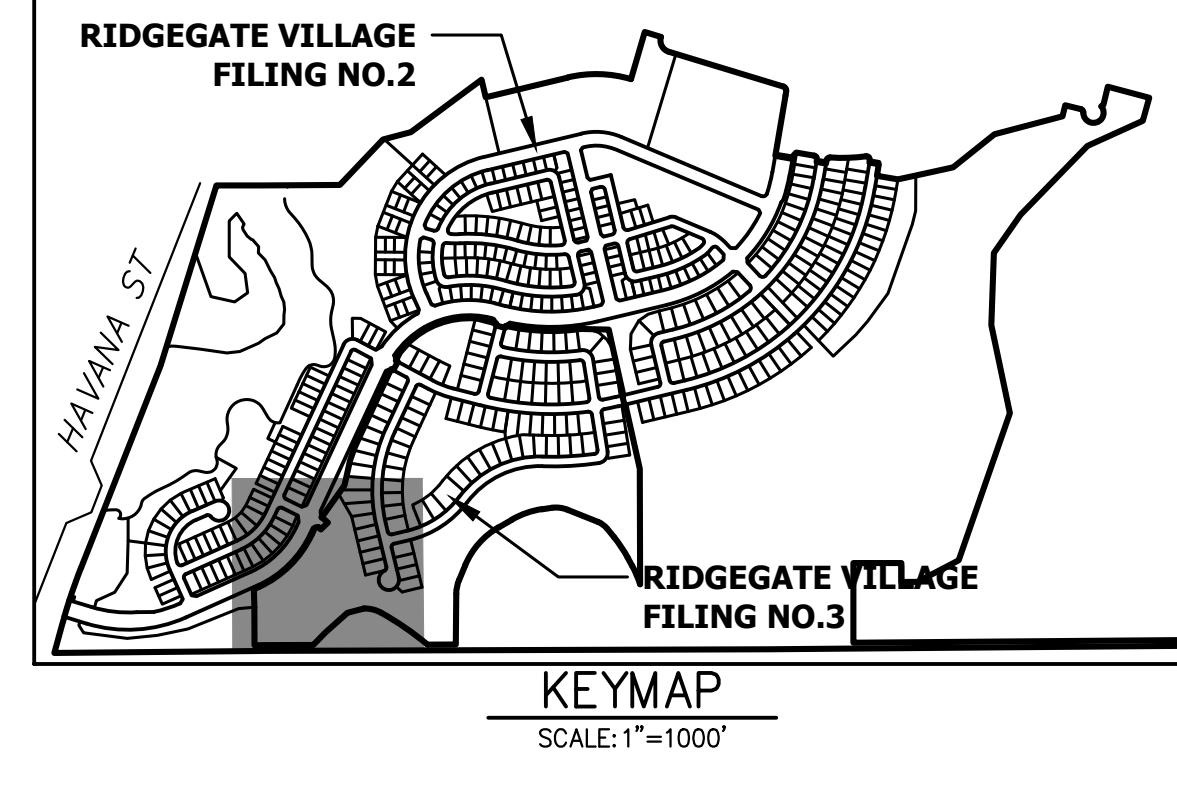 RIDGEGATE VILLAGE
FILING NO.2
HAVANA ST
RIDGEGATE VILLAGE
FILING NO.3
KEYMAP
SCALE: 1"=1000'